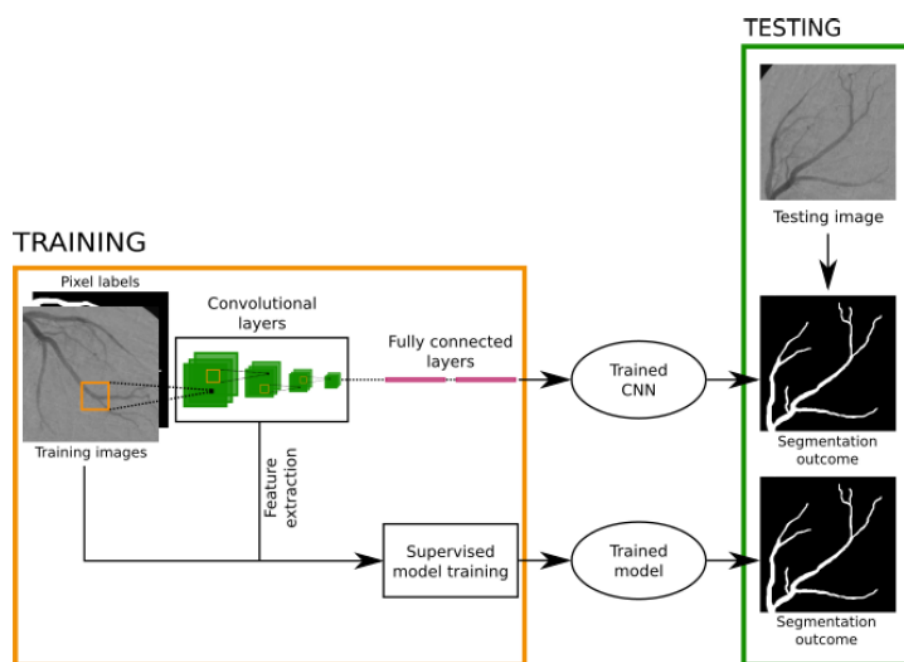 TESTING
Testing image
TRAINING
Pixel labels
Convolutional
layers
Fully connected
layers
Training images
Trained
CNN
Segmentation
outcome
Feature
extraction
Supervised
model training
Trained
model
Segmentation
outcome